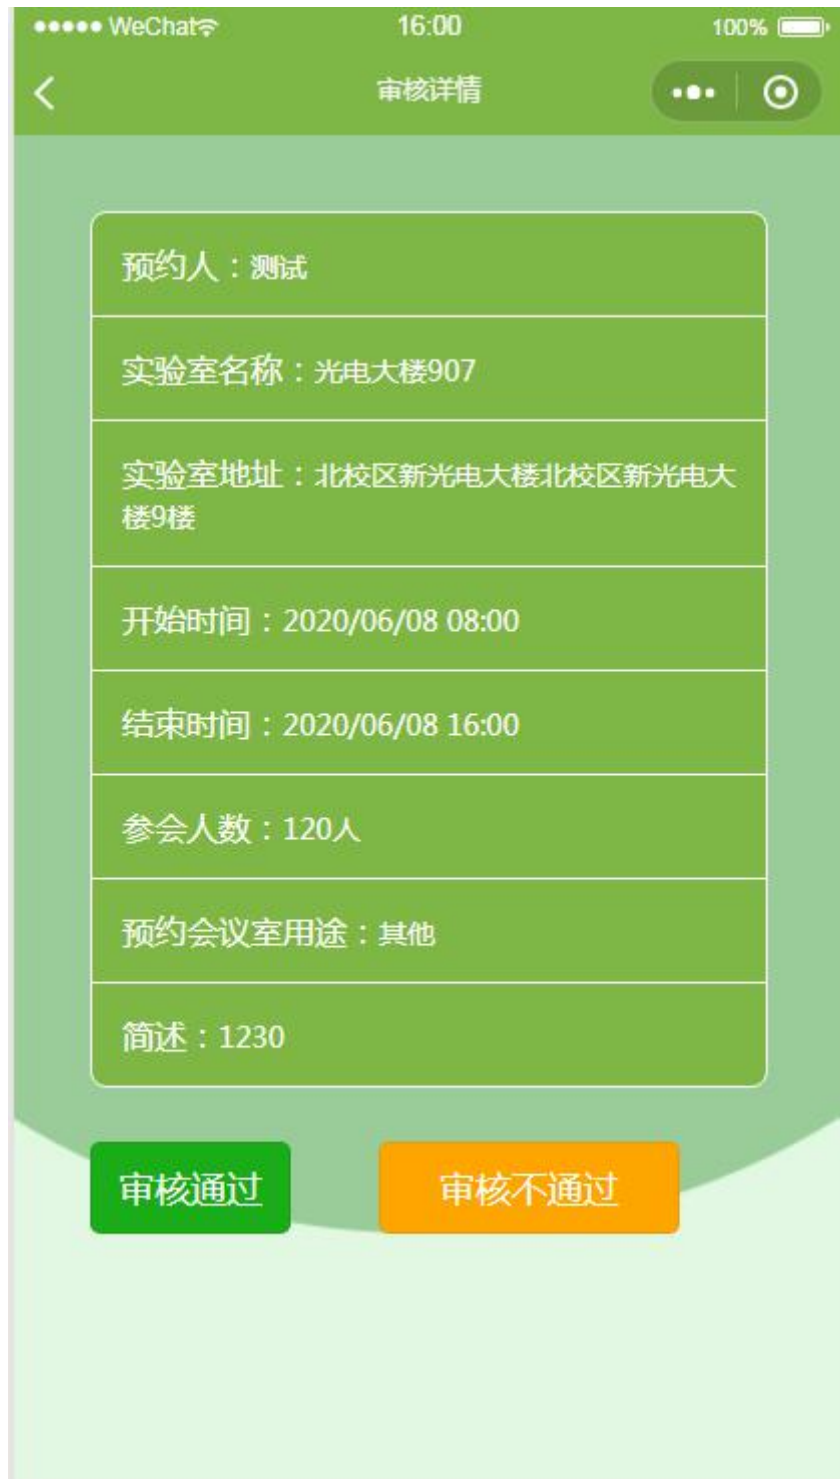 WeChat 16:00 100%
审核详情
预约人：测试
实验室名称：光电大楼907
实验室地址：北校区新光电大楼北校区新光电大
楼9楼
开始时间：2020/06/08 08:00
结束时间：2020/06/08 16:00
参会人数：120人
预约会议室用途：其他
简述：1230
审核通过 审核不通过